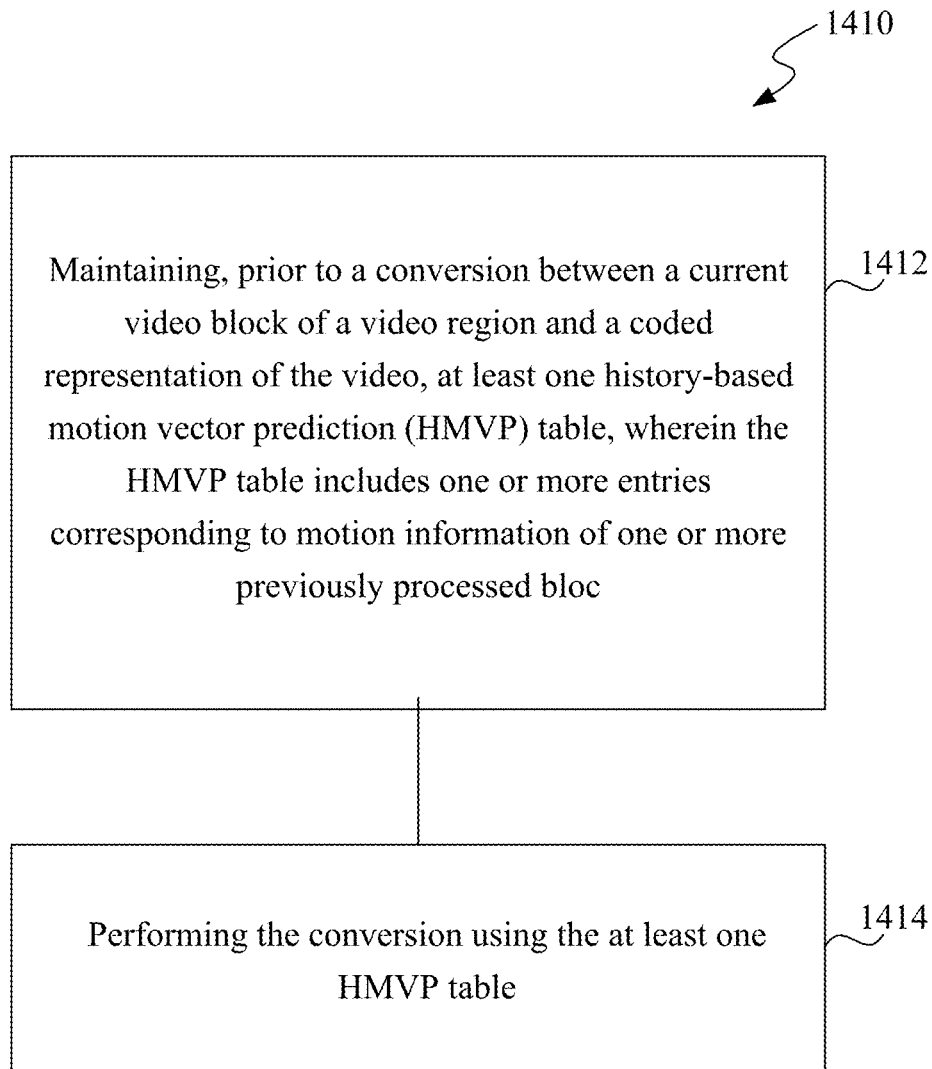 1410
Maintaining, prior to a conversion between a current
1412
video block of a video region and a coded
representation of the video, at least one history-based
motion vector prediction (HMVP) table, wherein the
HMVP table includes one or more entries
corresponding to motion information of one or more
previously processed bloc
Performing the conversion using the at least one
1414
HMVP table